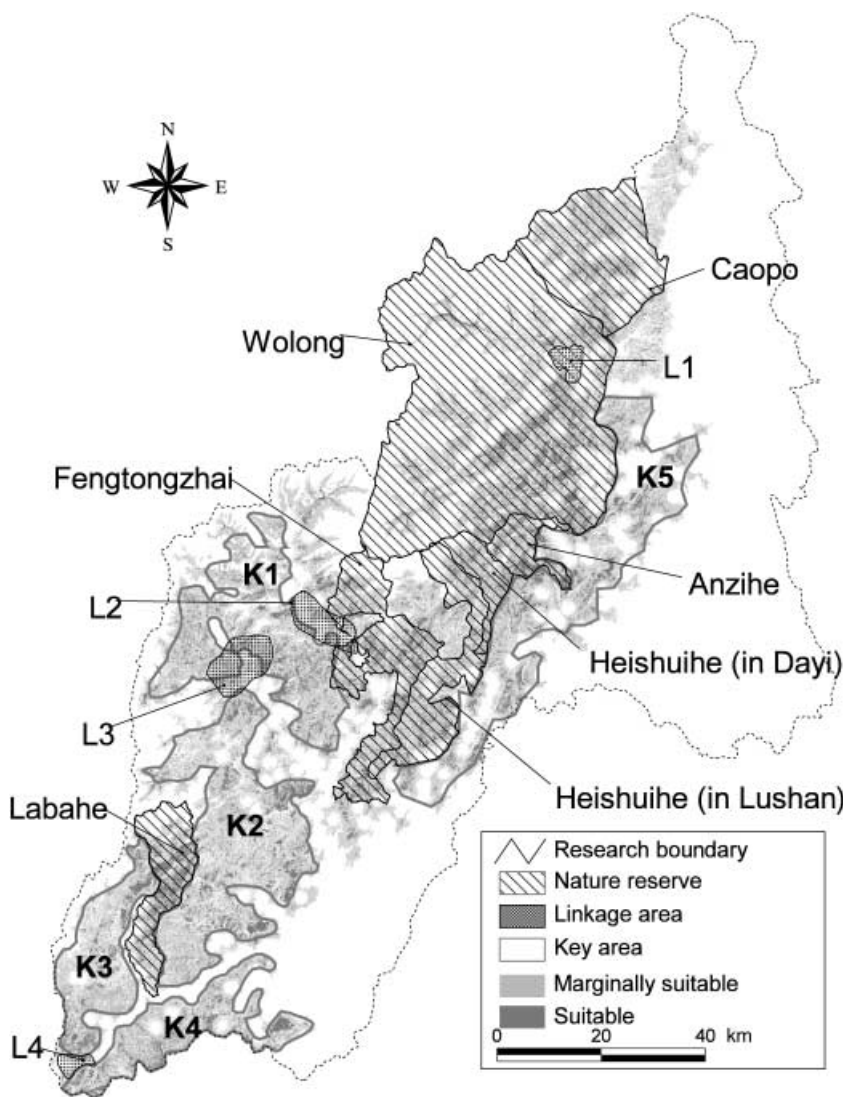 N
W E
S
Caopo
Wolong
L1
K5
Fengtongzhai
K1
Anzihe
L2
Heishuihe (in Dayi)
L3
Heishuihe (in Lushan)
Labahe
K2
Research boundary
Nature reserve
Linkage area
Key area
Marginally suitable
Suitable
K3
K4
L4
0 20 40 km